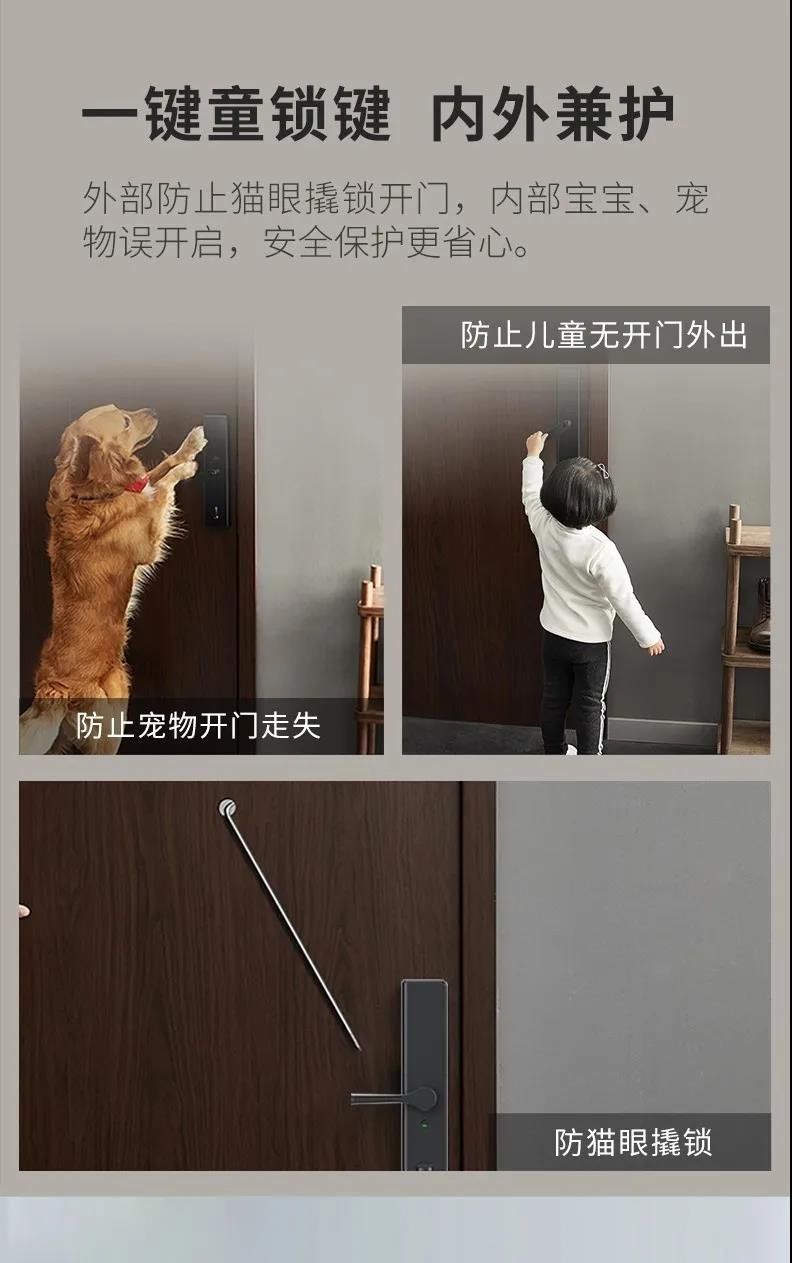 一键童锁键 内外兼护
外部防止猫眼撬锁开门，内部宝宝、宠
物误开启，安全保护更省心。
防止儿童无开门外出
防止宠物开门走失
防猫眼撬锁